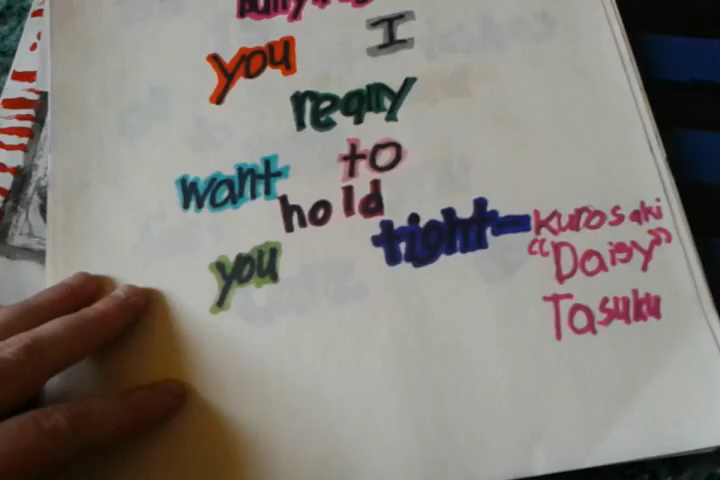 you I
really
want to
hold
you tight - Kurosaki
"Daisy"
Tasuku